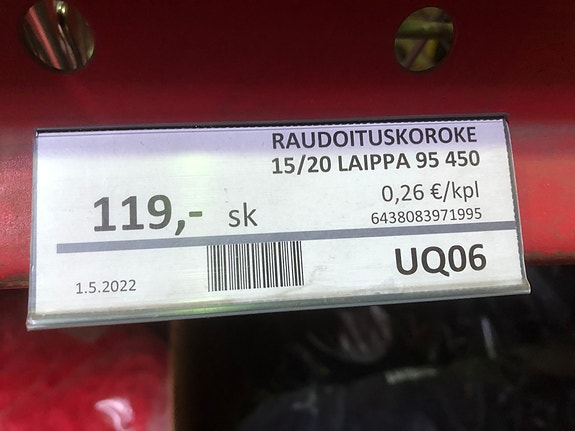 RAUDOITUSKOROKE
15/20 LAIPPA 95 450
119,- sk
0,26 €/kpl
6438083971995
1.5.2022
UQ06